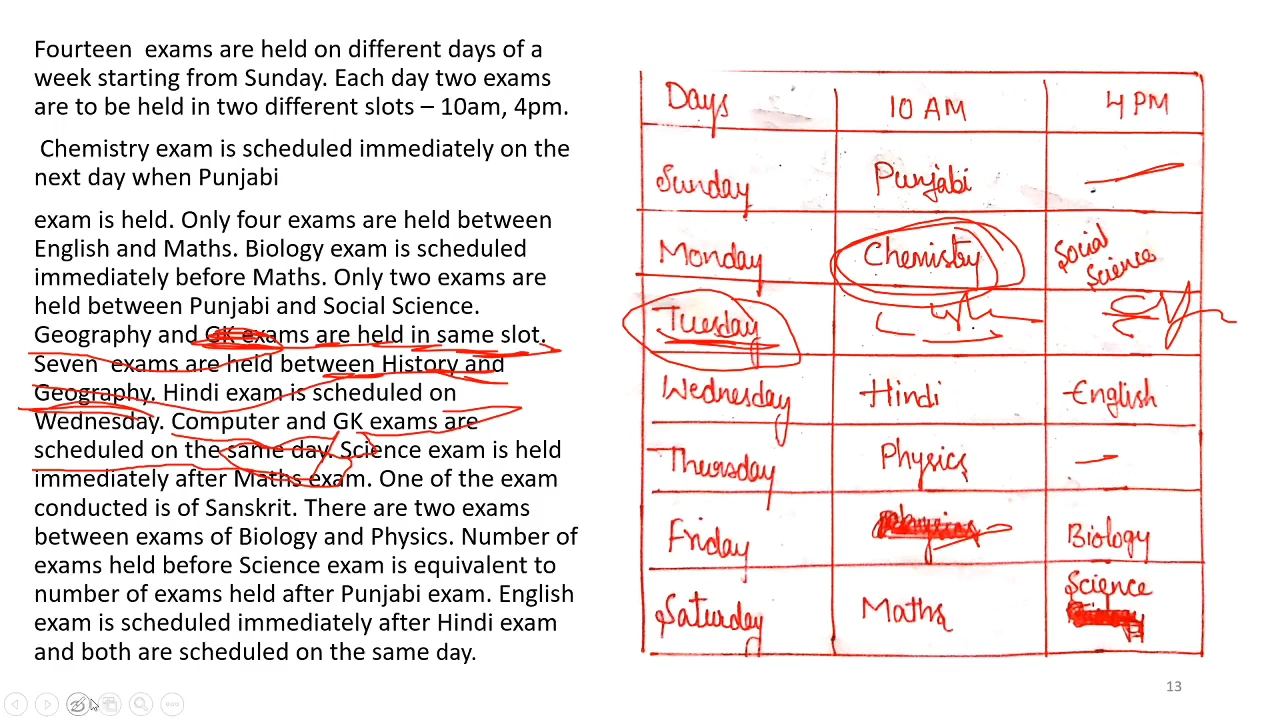 Fourteen exams are held on different days of a
week starting from Sunday. Each day two exams
are to be held in two different slots – 10am, 4pm.
Chemistry exam is scheduled immediately on the
next day when Punjabi
exam is held. Only four exams are held between
English and Maths. Biology exam is scheduled
immediately before Maths. Only two exams are
held between Punjabi and Social Science.
Geography and GK exams are held in same slot.
Seven exams are held between History and
Geography. Hindi exam is scheduled on
Wednesday. Computer and GK exams are
scheduled on the same day. Science exam is held
immediately after Maths exam. One of the exam
conducted is of Sanskrit. There are two exams
between exams of Biology and Physics. Number of
exams held before Science exam is equivalent to
number of exams held after Punjabi exam. English
exam is scheduled immediately after Hindi exam
and both are scheduled on the same day.
Days 10 AM 4 PM
Sunday Punjabi
Monday Chemistry Social
Science
Tuesday
Wednesday Hindi English
Thursday Physics
Friday Physics Biology
Saturday Maths Science
13